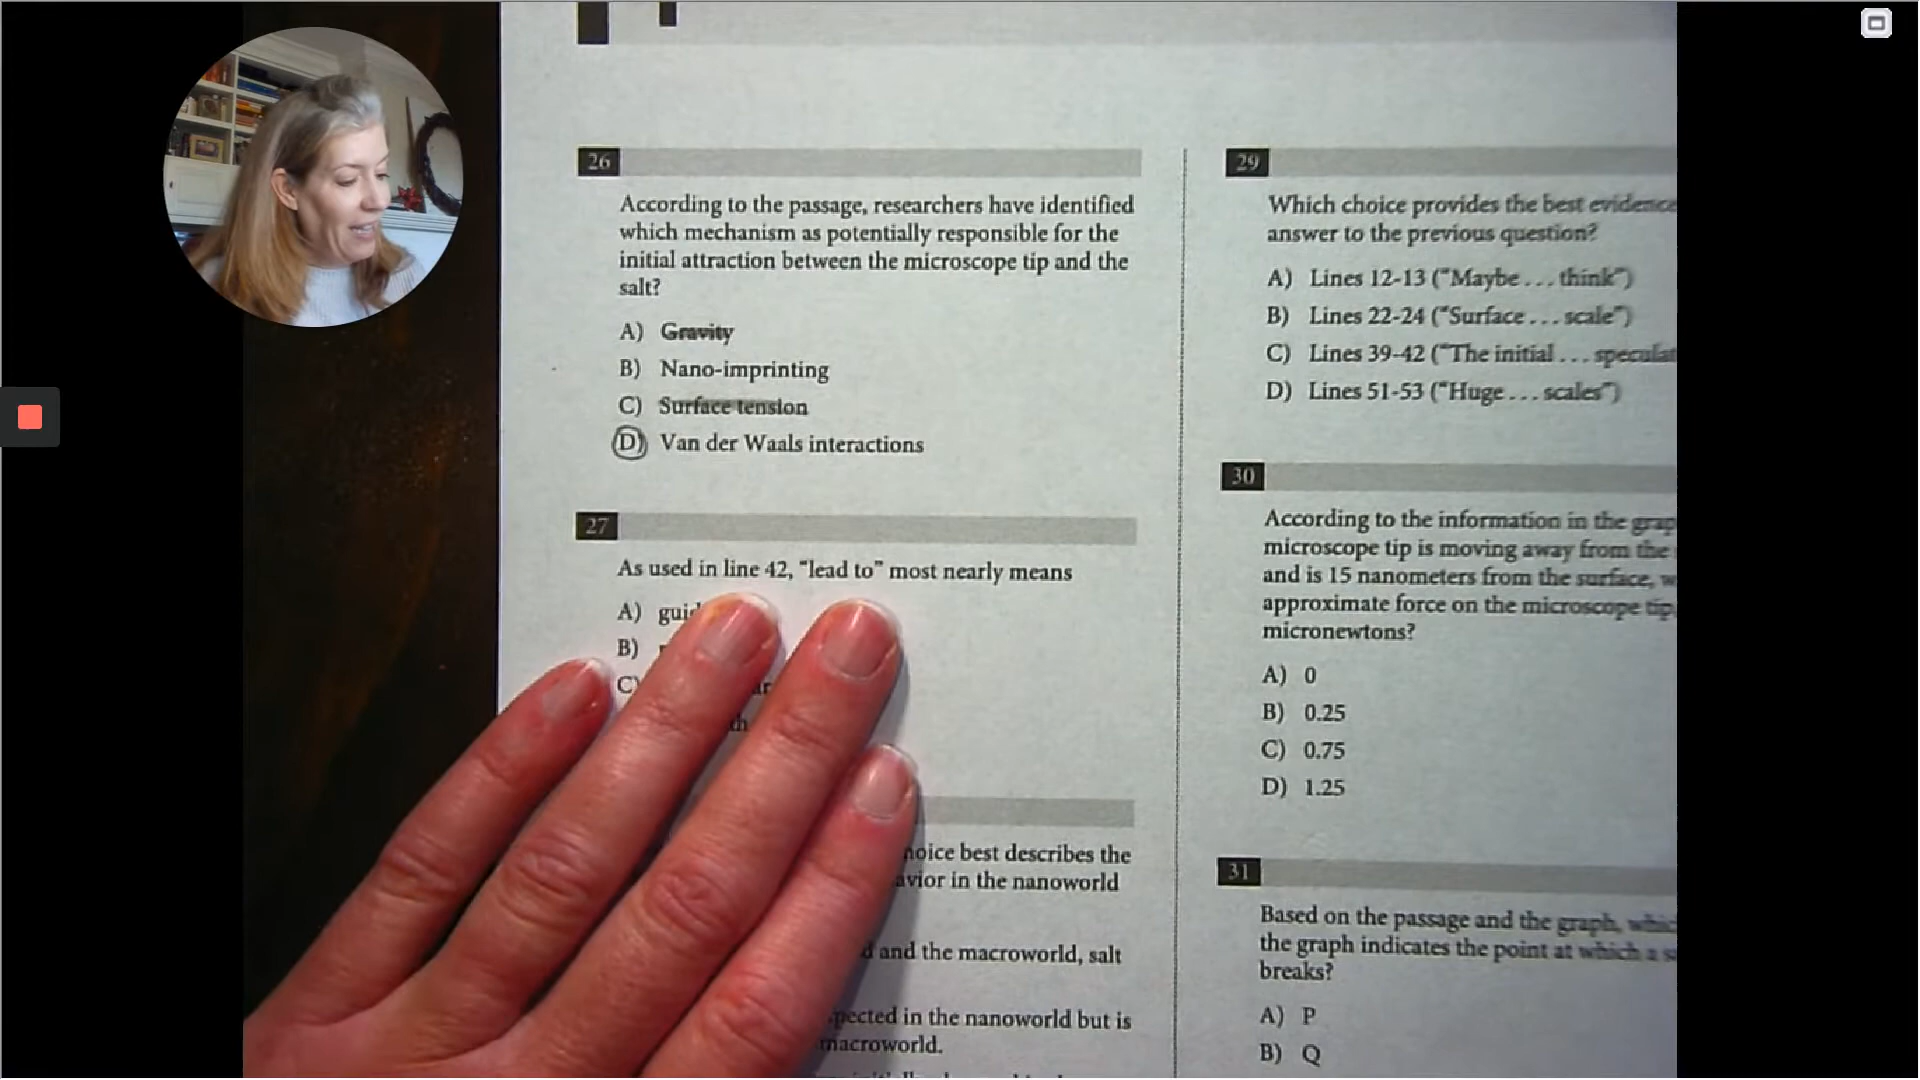 26
According to the passage, researchers have identified
which mechanism as potentially responsible for the
initial attraction between the microscope tip and the
salt?
A) Gravity
B) Nano-imprinting
C) Surface tension
D) Van der Waals interactions
27
As used in line 42, “lead to” most nearly means
A)
B)
C)
choice best describes the
in the nanoworld
and the macroworld, salt
in the nanoworld but is
macroworld.
29
Which choice provides the best evidence
answer to the previous question?
A) Lines 12-13 (“Maybe . . . think”)
B) Lines 22-24 (“Surface . . . scale”)
C) Lines 39-42 (“The initial . . .
D) Lines 51-53 (“Huge . . . scales”)
30
According to the information in the
microscope tip is moving away from the
and is 15 nanometers from the surface,
approximate force on the microscope tip,
micronewtons?
A) 0
B) 0.25
C) 0.75
D) 1.25
31
Based on the passage and the graph,
the graph indicates the point at which a
breaks?
A) P
B) Q